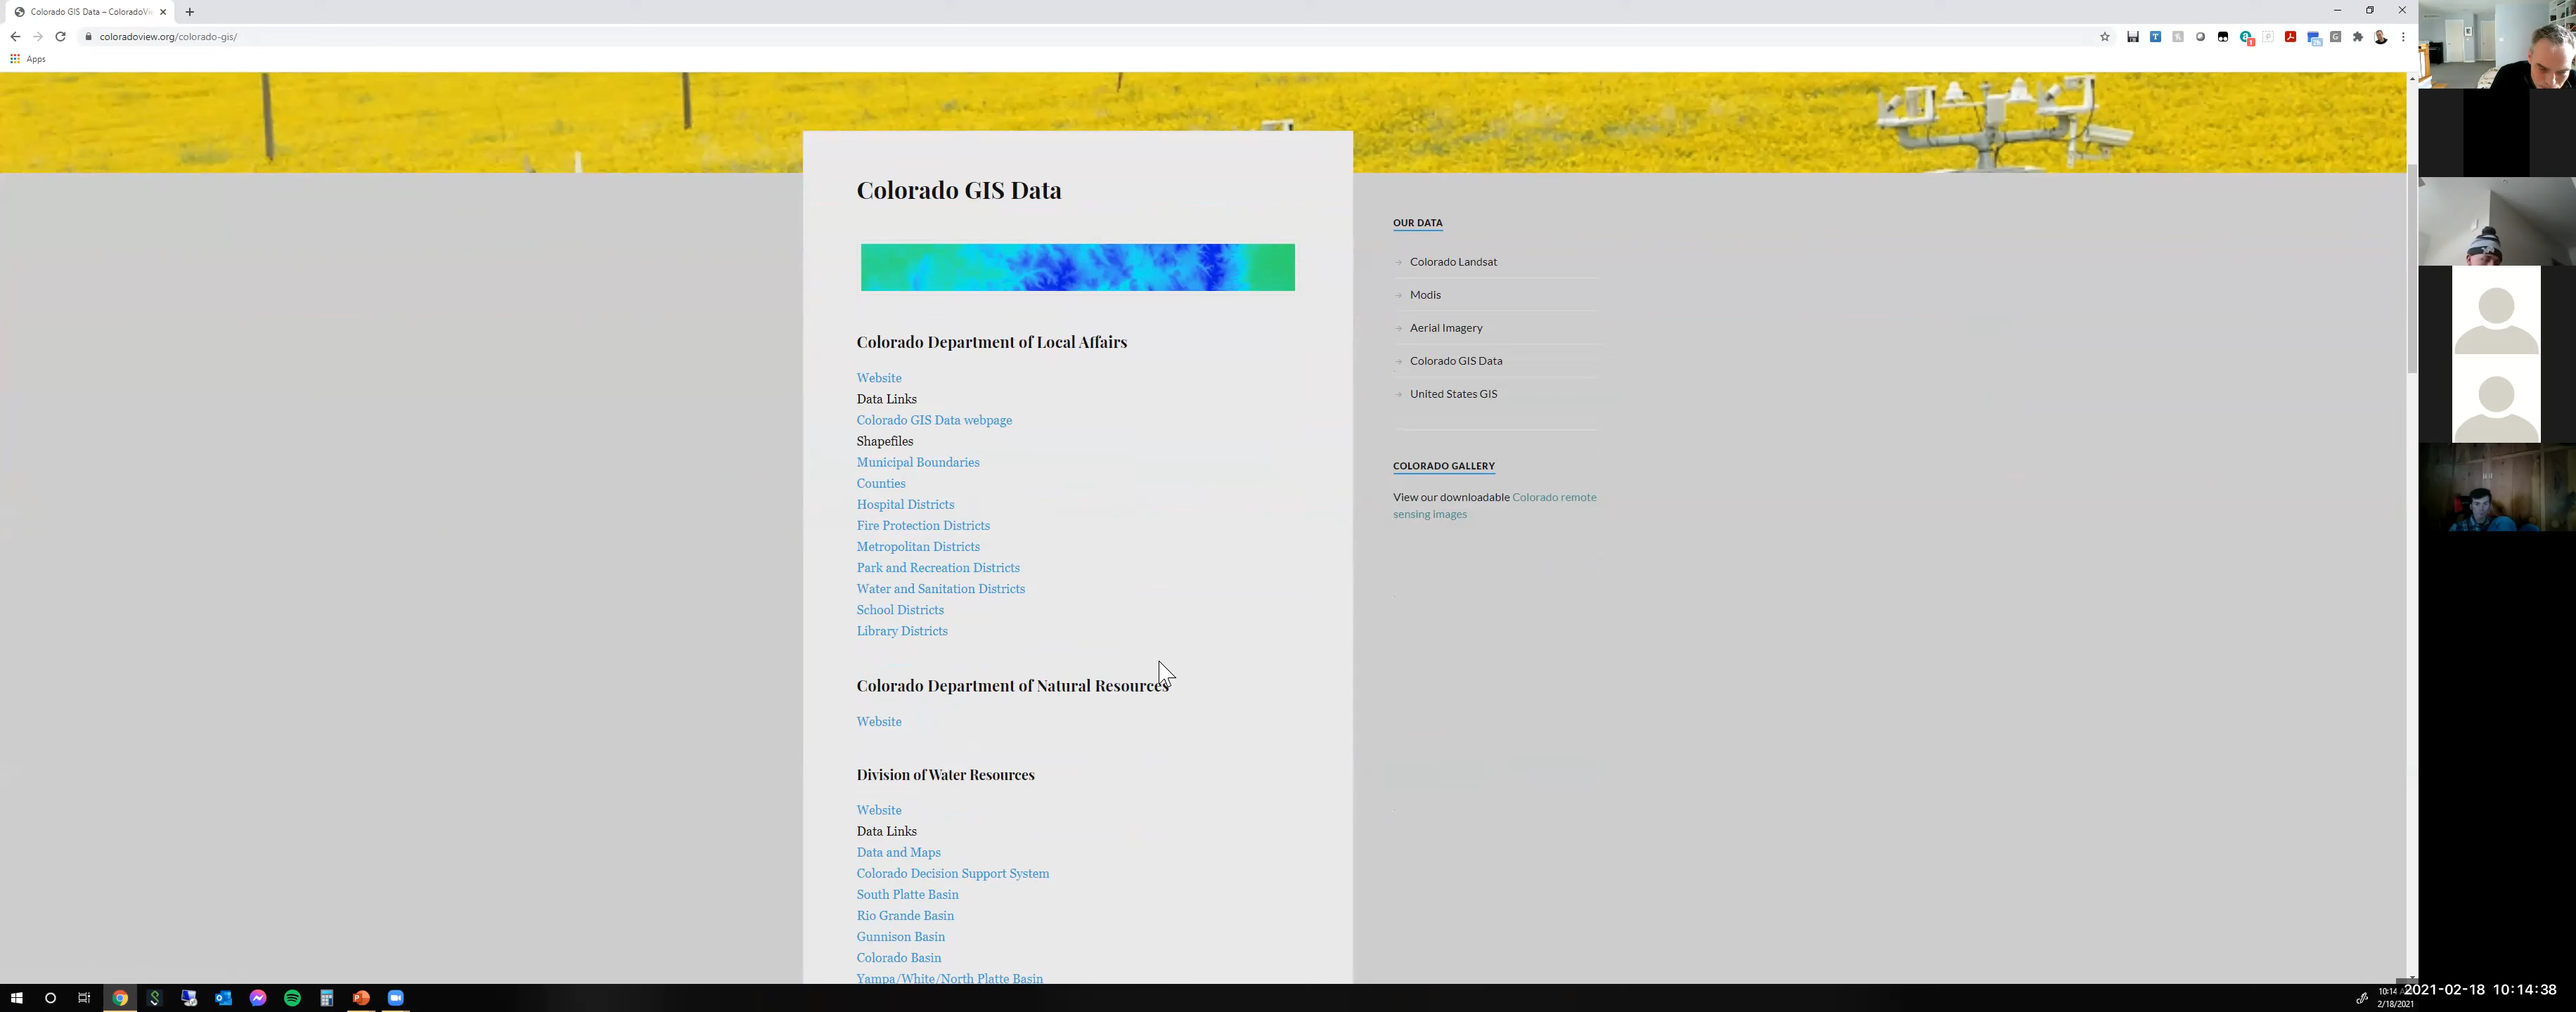 Colorado GIS Data – ColoradoVi
coloradoview.org/colorado-gis/
Apps
Colorado GIS Data
Colorado Department of Local Affairs
Website
Data Links
Colorado GIS Data webpage
Shapefiles
Municipal Boundaries
Counties
Hospital Districts
Fire Protection Districts
Metropolitan Districts
Park and Recreation Districts
Water and Sanitation Districts
School Districts
Library Districts
Colorado Department of Natural Resources
Website
Division of Water Resources
Website
Data Links
Data and Maps
Colorado Decision Support System
South Platte Basin
Rio Grande Basin
Gunnison Basin
Colorado Basin
Yampa/White/North Platte Basin
OUR DATA
Colorado Landsat
Modis
Aerial Imagery
Colorado GIS Data
United States GIS
COLORADO GALLERY
View our downloadable Colorado remote
sensing images
10:14
2/18/2021
2021-02-18 10:14:38